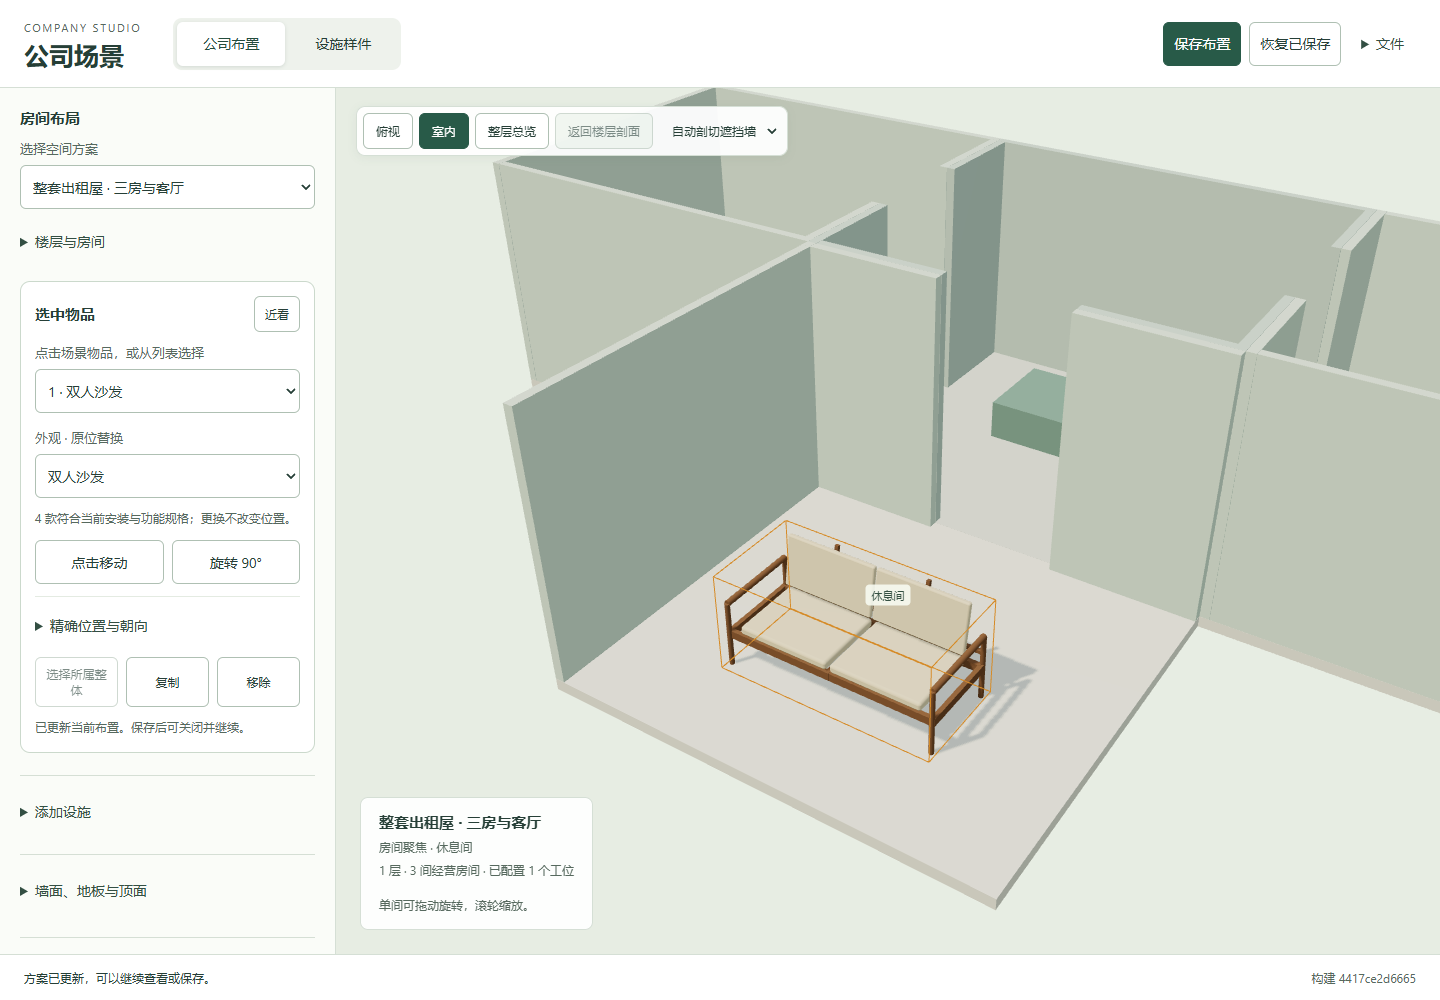 COMPANY STUDIO
公司场景
公司布置
设施样件
保存布置
恢复已保存
▶ 文件
房间布局
选择空间方案
整套出租屋 · 三房与客厅
▶ 楼层与房间
选中物品
近看
点击场景物品，或从列表选择
1 · 双人沙发
外观 · 原位替换
双人沙发
4 款符合当前安装与功能规格；更换不改变位置。
点击移动
旋转 90°
▶ 精确位置与朝向
选择所属整
体
复制
移除
已更新当前布置。保存后可关闭并继续。
▶ 添加设施
▶ 墙面、地板与顶面
俯视
室内
整层总览
返回楼层剖面
自动剖切遮挡墙
休息间
整套出租屋 · 三房与客厅
房间聚焦 · 休息间
1 层 · 3 间经营房间 · 已配置 1 个工位
单间可拖动旋转，滚轮缩放。
方案已更新，可以继续查看或保存。
构建 4417ce2d6665